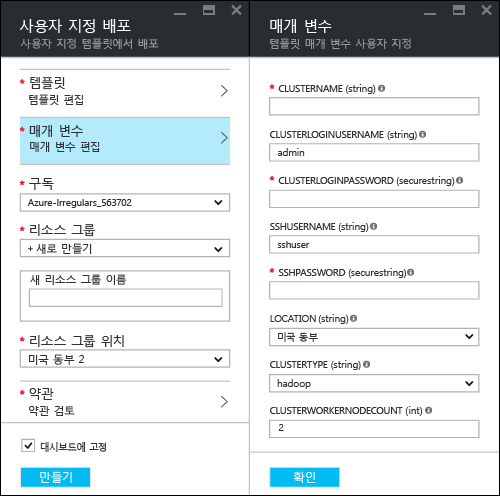 사용자 지정 배포
사용자 지정 템플릿에서 배포
* 템플릿
템플릿 편집
* 매개 변수
매개 변수 편집
* 구독
Azure-Irregulars_563702
* 리소스 그룹
+ 새로 만들기
새 리소스 그룹 이름
* 리소스 그룹 위치
미국 동부 2
* 약관
약관 검토
대시보드에 고정
만들기
매개 변수
템플릿 매개 변수 사용자 지정
* CLUSTERNAME (string)
CLUSTERLOGINUSERNAME (string)
admin
* CLUSTERLOGINPASSWORD (securestring)
SSHUSERNAME (string)
sshuser
* SSHPASSWORD (securestring)
LOCATION (string)
미국 동부
CLUSTERTYPE (string)
hadoop
CLUSTERWORKERNODECOUNT (int)
2
확인